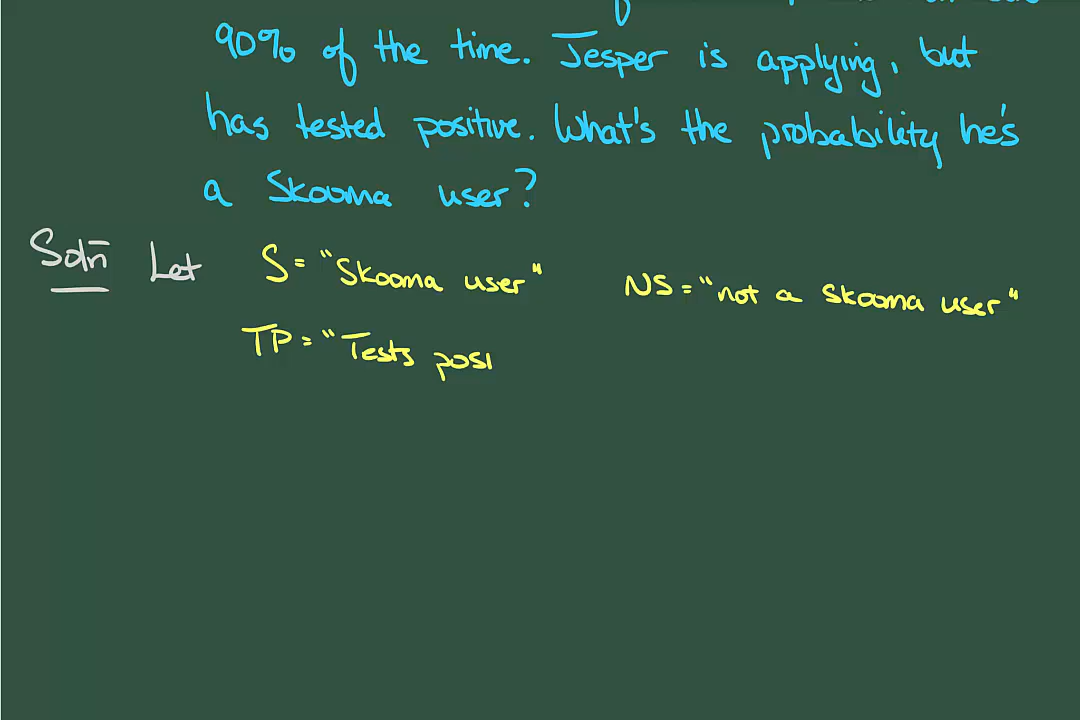 90% of the time. Jesper is applying, but
has tested positive. What's the probability he's
a Skooma user?
Soln Let S = "Skooma user" NS = "not a skooma user"
TP = "Tests posi